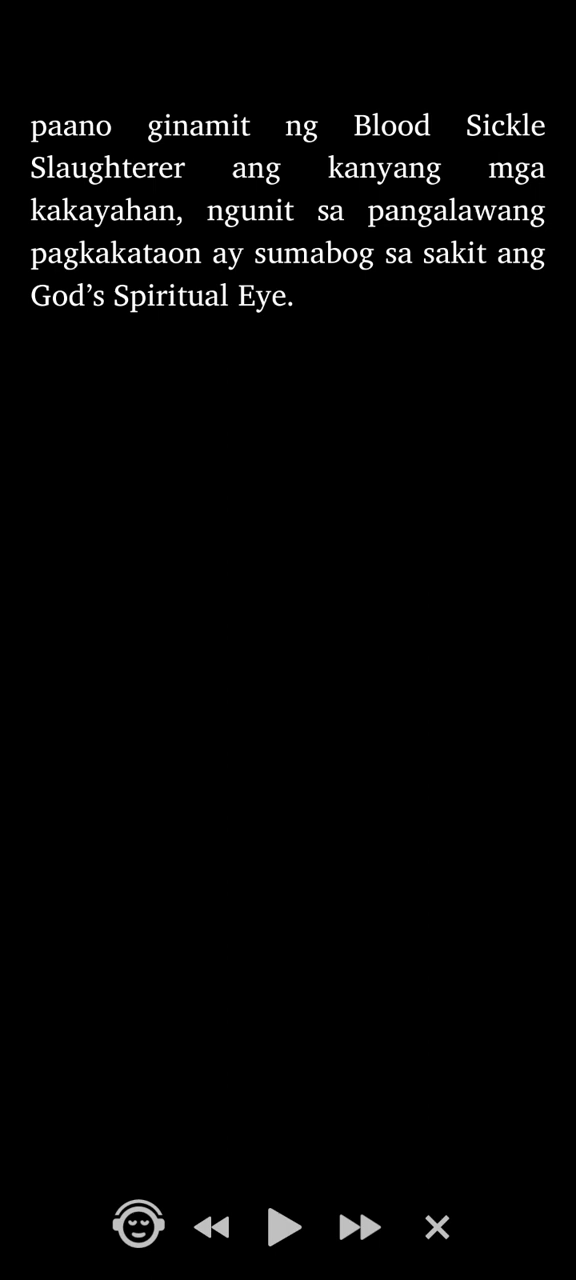 paano ginamit ng Blood Sickle
Slaughterer ang kanyang mga
kakayahan, ngunit sa pangalawang
pagkakataon ay sumabog sa sakit ang
God’s Spiritual Eye.